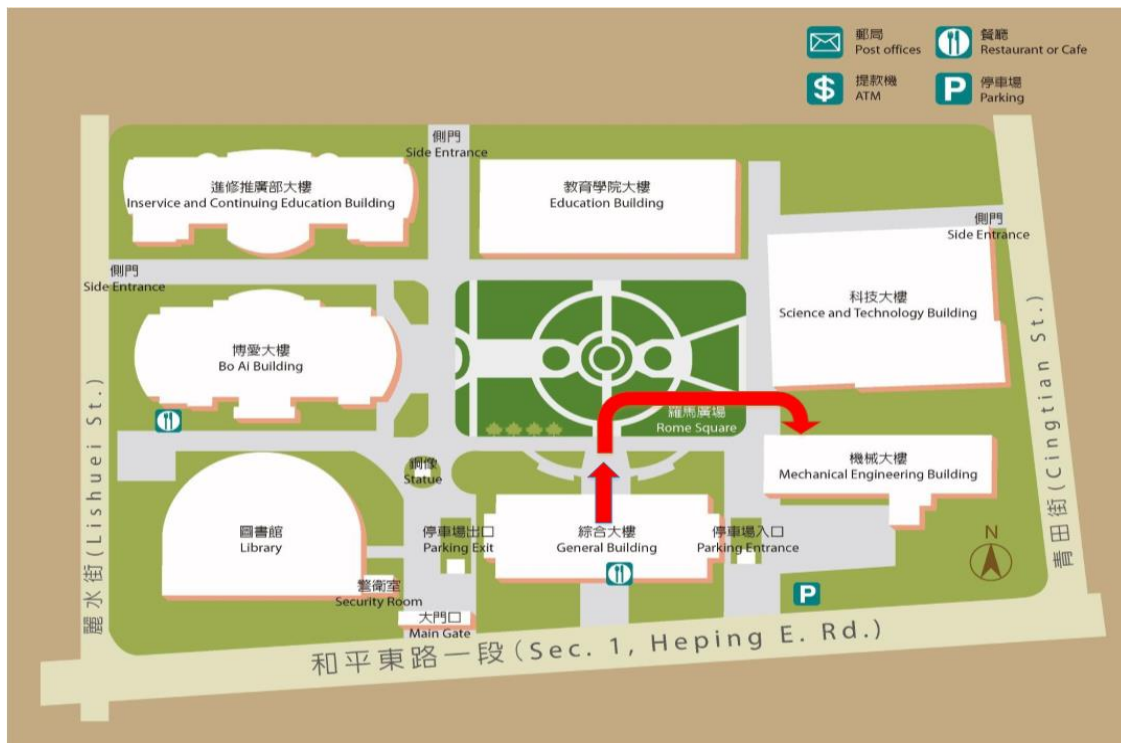 郵局
Post offices
餐廳
Restaurant or Cafe
提款機
ATM
停車場
Parking
P
$
側門
Side Entrance
進修推廣部大樓
Inservice and Continuing Education Building
教育學院大樓
Education Building
側門
Side Entrance
側門
Side Entrance
科技大樓
Science and Technology Building
博愛大樓
Bo Ai Building
羅馬廣場
Rome Square
機械大樓
Mechanical Engineering Building
銅像
Statue
圖書館
Library
停車場出口
Parking Exit
綜合大樓
General Building
停車場入口
Parking Entrance
N
警衛室
Security Room
P
大門口
Main Gate
麗水街(Lishuei St.)
青田街(Cingtian St.)
和平東路一段(Sec. 1, Heping E. Rd.)